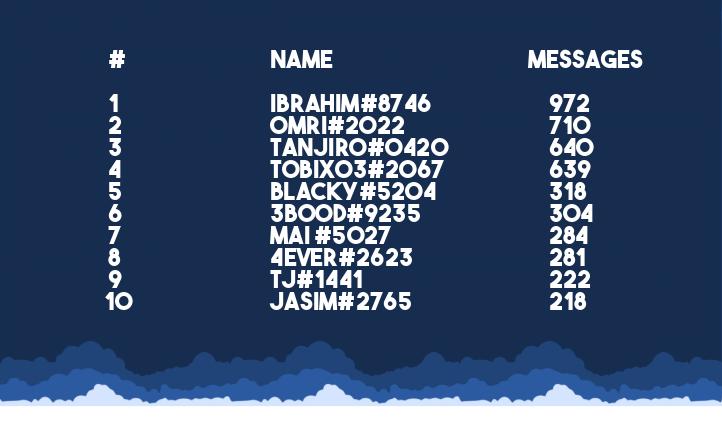 # NAME MESSAGES
1 IBRAHIM#8746 972
2 OMRI#2022 710
3 TANJIRO#0420 640
4 TOBIXO3#2067 639
5 BLACKY#5204 318
6 3BOOD#9235 304
7 MAI #5027 284
8 4EVER#2623 281
9 TJ#1441 222
10 JASIM#2765 218